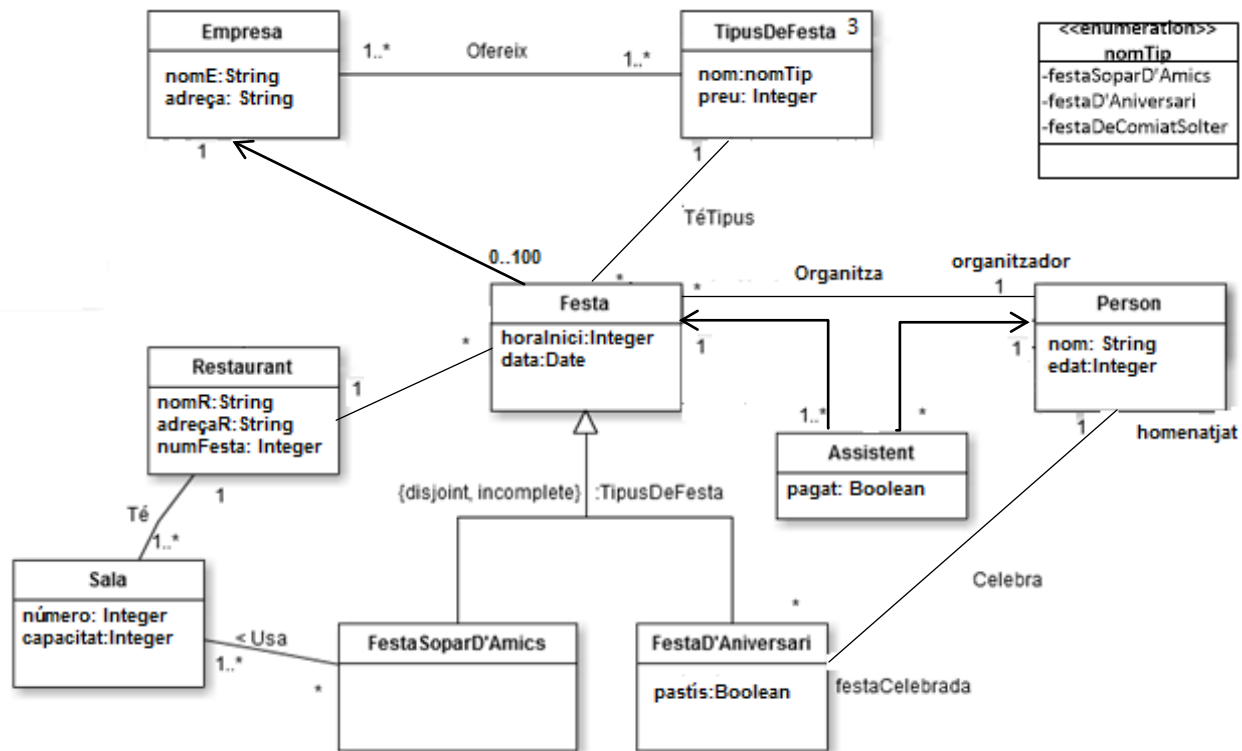 Empresa
nomE:String
adreça: String
1..*
Ofereix
1..*
TipusDeFesta 3
nom:nomTip
preu: Integer
<<enumeration>>
nomTip
-festaSoparD'Amics
-festaD'Aniversari
-festaDeComiatSolter
1
1
TéTipus
0..100
*
Festa
horaInici:Integer
data:Date
*
Organitza
organitzador
1
Person
nom: String
edat:Integer
1
1
1..*
*
Assistent
pagat: Boolean
1
homenatjat
*
1
Restaurant
nomR:String
adreçaR:String
numFesta: Integer
1
Té
1..*
{disjoint, incomplete} :TipusDeFesta
Sala
número: Integer
capacitat:Integer
< Usa
1..*
*
FestaSoparD'Amics
Celebra
*
FestaD'Aniversari
pastís:Boolean
festaCelebrada